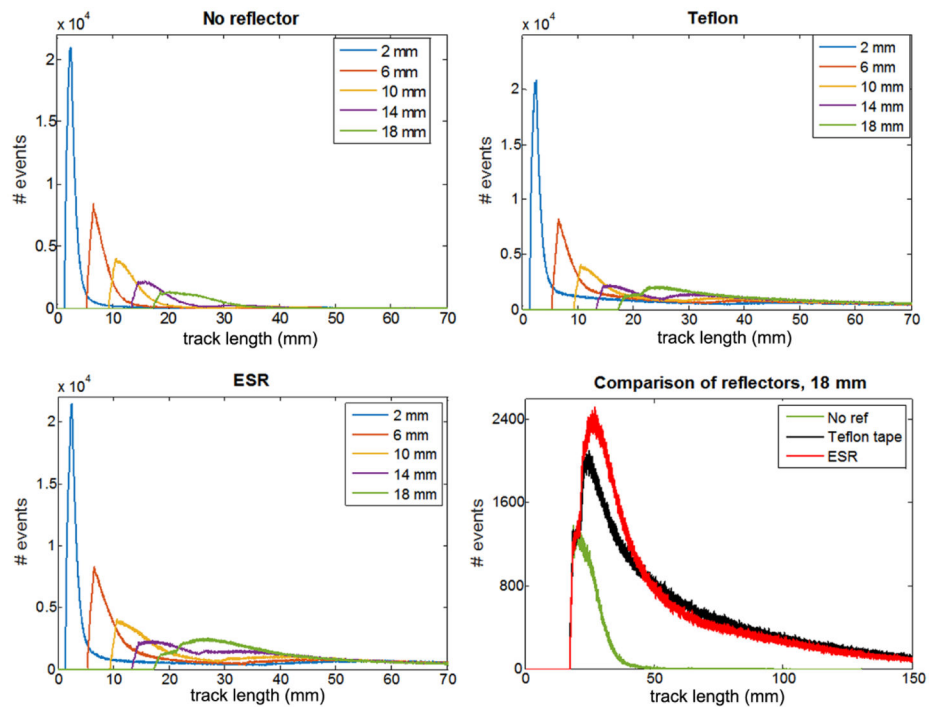 No reflector
x 10^4
2
1.5
1
0.5
0
# events
0 10 20 30 40 50 60 70
track length (mm)
2 mm
6 mm
10 mm
14 mm
18 mm
Teflon
x 10^4
2
1.5
1
0.5
0
# events
0 10 20 30 40 50 60 70
track length (mm)
2 mm
6 mm
10 mm
14 mm
18 mm
ESR
x 10^4
2
1.5
1
0.5
0
# events
0 10 20 30 40 50 60 70
track length (mm)
2 mm
6 mm
10 mm
14 mm
18 mm
Comparison of reflectors, 18 mm
2400
1600
800
0
# events
0 50 100 150
track length (mm)
No ref
Teflon tape
ESR